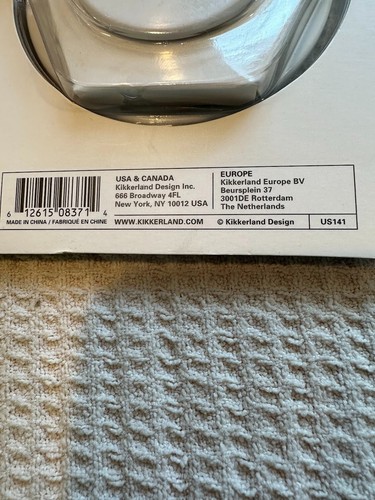 6 12615 08371 4
MADE IN CHINA / FABRIQUÉ EN CHINE
USA & CANADA
Kikkerland Design Inc.
666 Broadway 4FL
New York, NY 10012 USA
WWW.KIKKERLAND.COM
EUROPE
Kikkerland Europe BV
Beursplein 37
3001DE Rotterdam
The Netherlands
© Kikkerland Design
US141